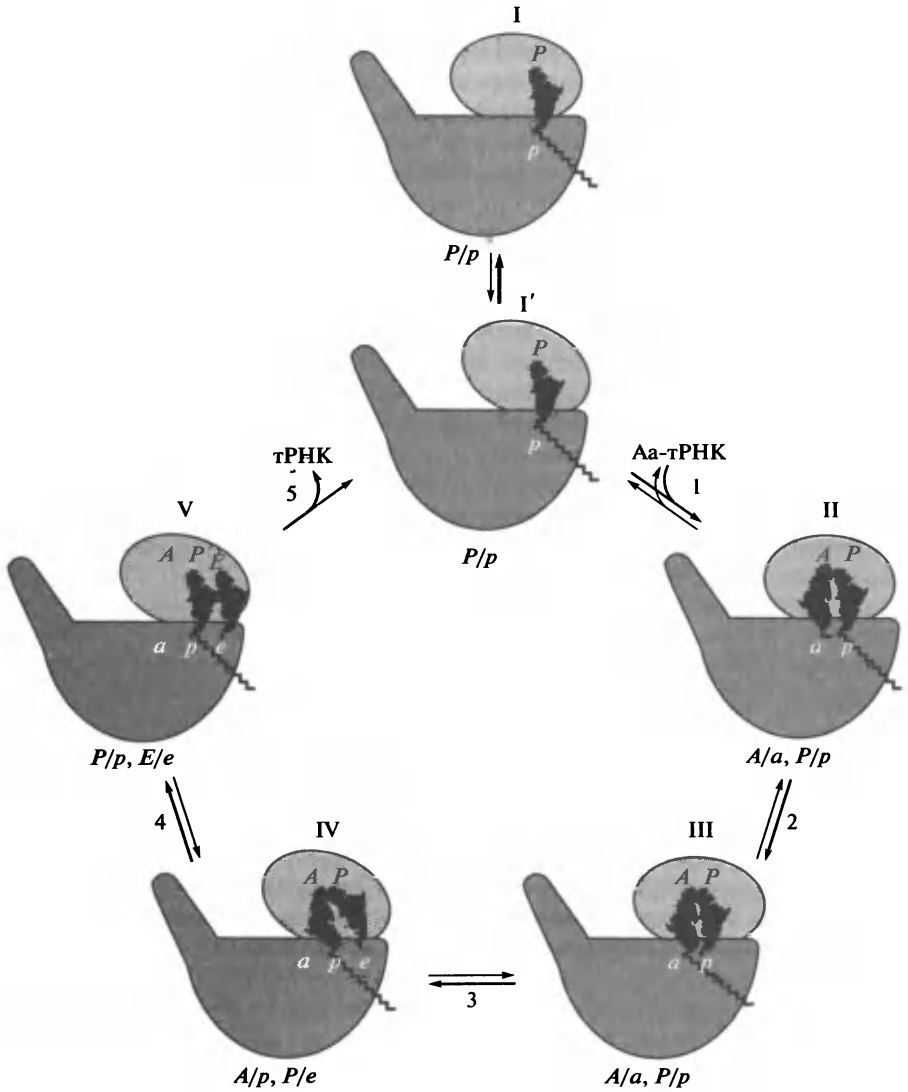 I
P
p
P/p
I′
P
p
P/p
тРНК
5
Аа-тРНК
1
V
A P E
a p e
P/p, E/e
II
A P
a p
A/a, P/p
4
2
IV
A P
a p e
A/p, P/e
3
III
A P
a p
A/a, P/p